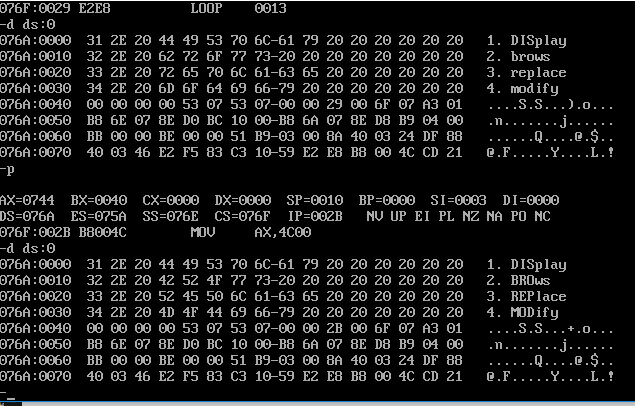 076F:0029 E2E8 LOOP 0013
-d ds:0
076A:0000 31 2E 20 44 49 53 70 6C-61 79 20 20 20 20 20 20 1. DISplay
076A:0010 32 2E 20 62 72 6F 77 73-20 20 20 20 20 20 20 20 2. brows
076A:0020 33 2E 20 72 65 70 6C 61-63 65 20 20 20 20 20 20 3. replace
076A:0030 34 2E 20 6D 6F 64 69 66-79 20 20 20 20 20 20 20 4. modify
076A:0040 00 00 00 00 53 07 53 07-00 00 29 00 6F 07 A3 01 ....S.S...).o...
076A:0050 B8 6E 07 8E D0 BC 10 00-B8 6A 07 8E D8 B9 04 00 .n.......j......
076A:0060 BB 00 00 BE 00 00 51 B9-03 00 8A 40 03 24 DF 88 ......Q....@.$..
076A:0070 40 03 46 E2 F5 83 C3 10-59 E2 E8 B8 00 4C CD 21 @.F.....Y....L.!
-p
AX=0744 BX=0040 CX=0000 DX=0000 SP=0010 BP=0000 SI=0003 DI=0000
DS=076A ES=075A SS=076E CS=076F IP=002B NV UP EI PL NZ NA PO NC
076F:002B B8004C MOV AX,4C00
-d ds:0
076A:0000 31 2E 20 44 49 53 70 6C-61 79 20 20 20 20 20 20 1. DISplay
076A:0010 32 2E 20 42 52 4F 77 73-20 20 20 20 20 20 20 20 2. BROws
076A:0020 33 2E 20 52 45 50 6C 61-63 65 20 20 20 20 20 20 3. REPlace
076A:0030 34 2E 20 4D 4F 44 69 66-79 20 20 20 20 20 20 20 4. MODify
076A:0040 00 00 00 00 53 07 53 07-00 00 2B 00 6F 07 A3 01 ....S.S...+.o...
076A:0050 B8 6E 07 8E D0 BC 10 00-B8 6A 07 8E D8 B9 04 00 .n.......j......
076A:0060 BB 00 00 BE 00 00 51 B9-03 00 8A 40 03 24 DF 88 ......Q....@.$..
076A:0070 40 03 46 E2 F5 83 C3 10-59 E2 E8 B8 00 4C CD 21 @.F.....Y....L.!
-_